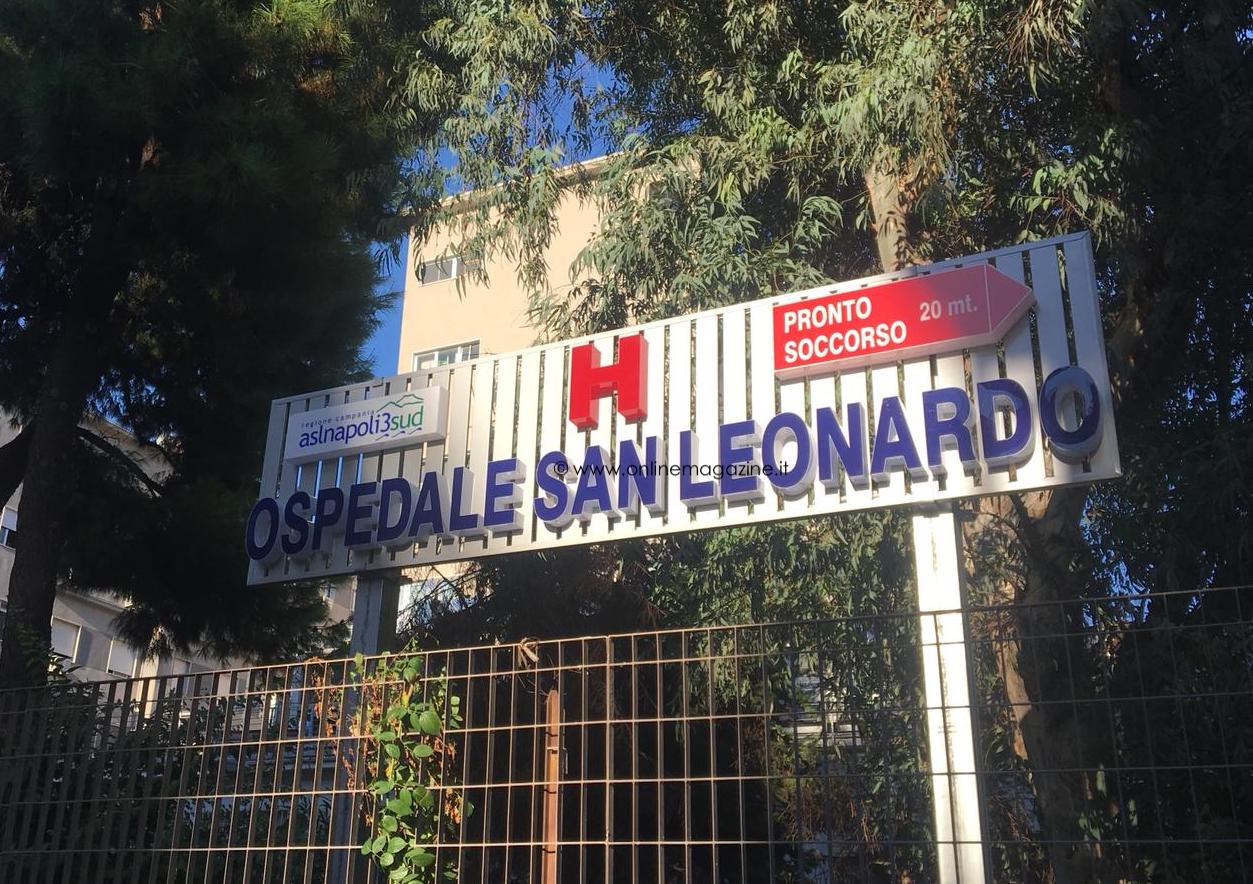 regione campania
aslnapoli3sud
H
PRONTO
SOCCORSO
20 mt.
OSPEDALE SAN LEONARDO
© www.onlinemagazine.it